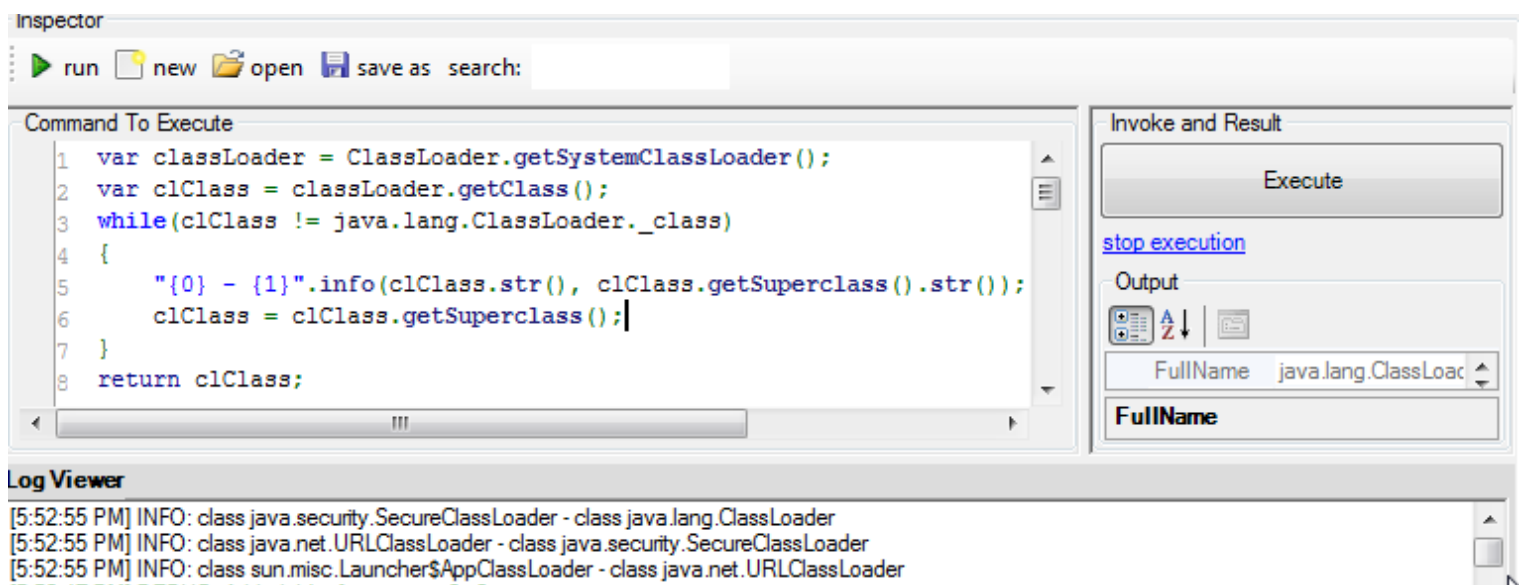 Inspector
run new open save as search:
Command To Execute
1 var classLoader = ClassLoader.getSystemClassLoader();
2 var clClass = classLoader.getClass();
3 while(clClass != java.lang.ClassLoader._class)
4 {
5 "{0} - {1}".info(clClass.str(), clClass.getSuperclass().str());
6 clClass = clClass.getSuperclass();
7 }
8 return clClass;
Invoke and Result
Execute
stop execution
Output
FullName java.lang.ClassLoac
FullName
Log Viewer
[5:52:55 PM] INFO: class java.security.SecureClassLoader - class java.lang.ClassLoader
[5:52:55 PM] INFO: class java.net.URLClassLoader - class java.security.SecureClassLoader
[5:52:55 PM] INFO: class sun.misc.Launcher$AppClassLoader - class java.net.URLClassLoader